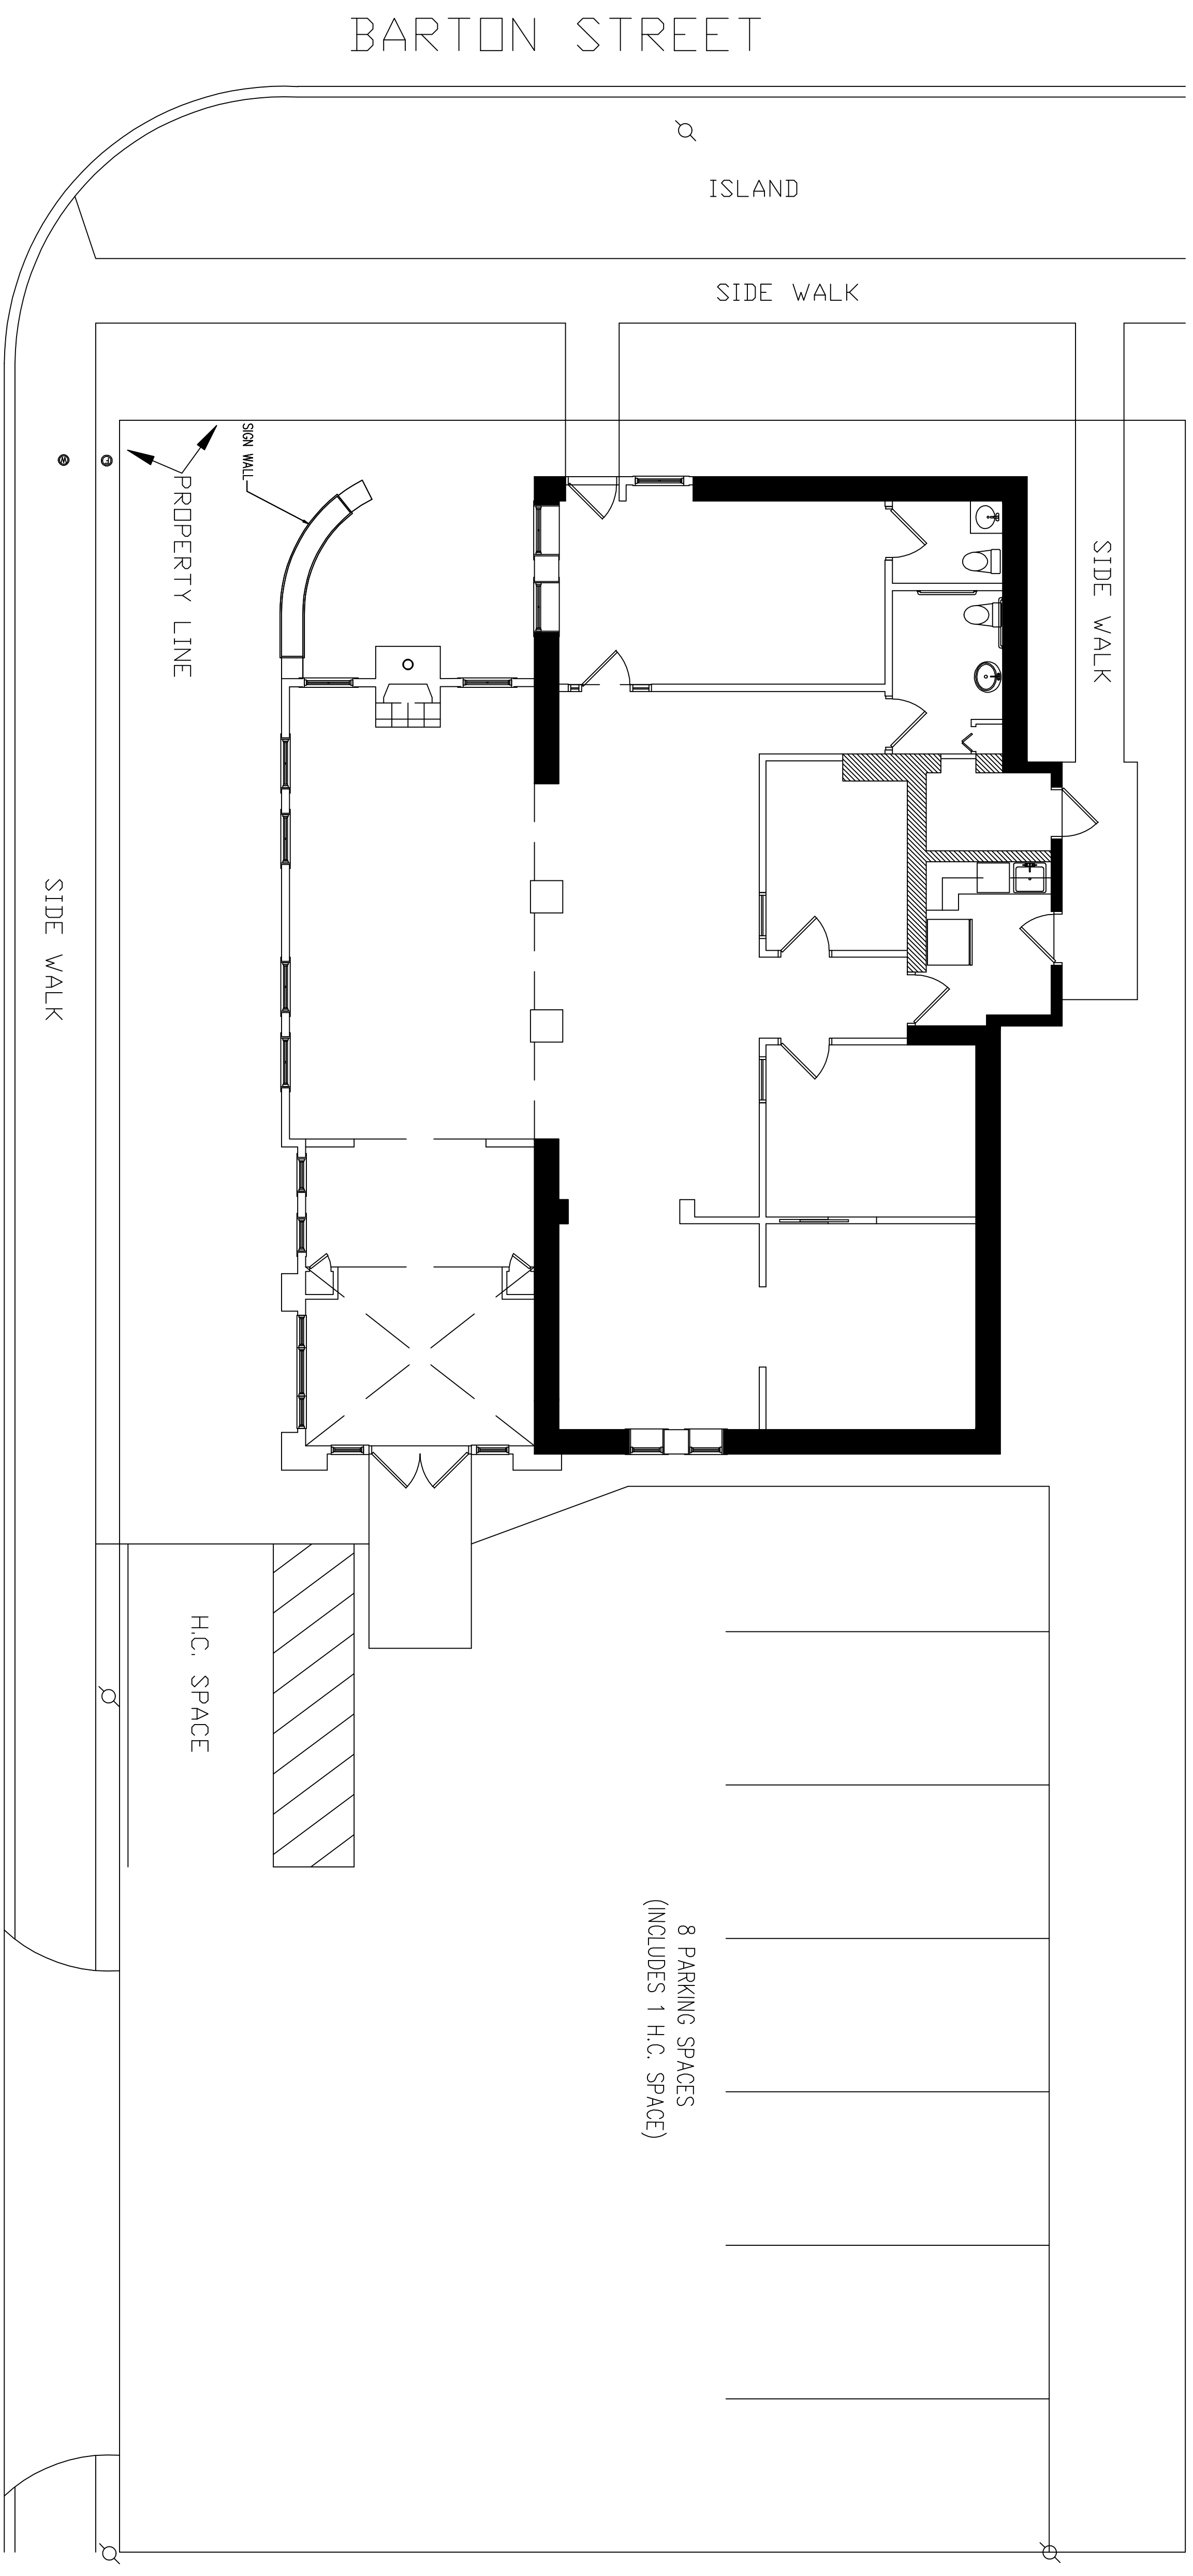 BARTON STREET
ISLAND
SIDE WALK
SIGN WALL
PROPERTY LINE
SIDE WALK
SIDE WALK
H.C. SPACE
8 PARKING SPACES
(INCLUDES 1 H.C. SPACE)